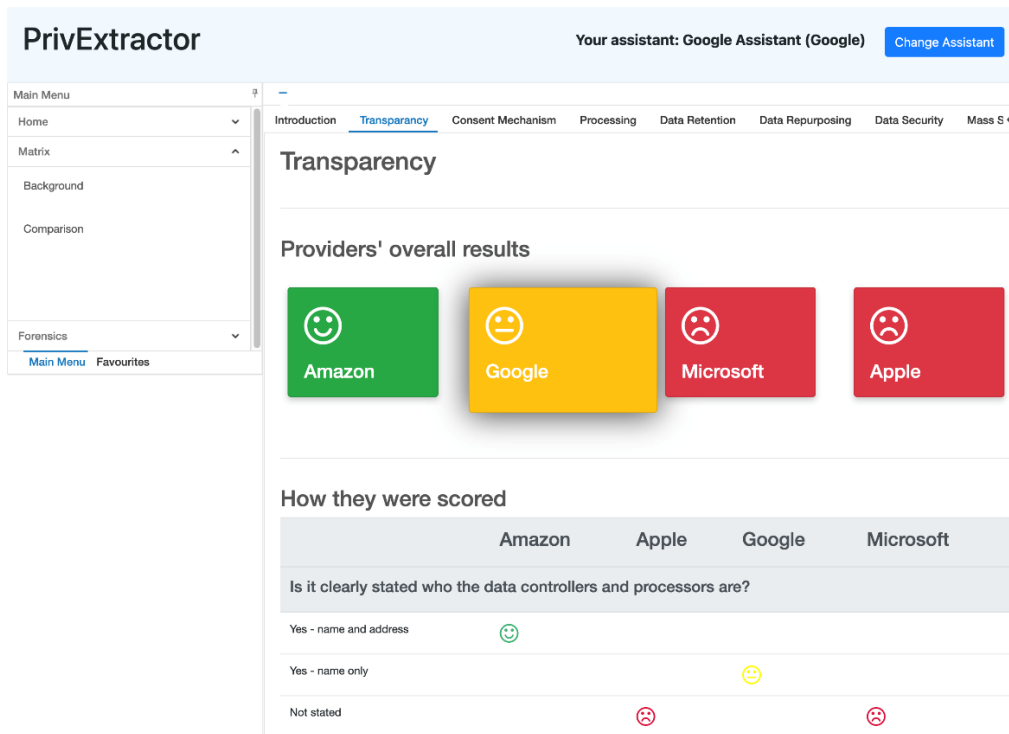 PrivExtractor
Your assistant: Google Assistant (Google)
Change Assistant
Main Menu
Home
Matrix
Background
Comparison
Forensics
Main Menu Favourites
Introduction Transparancy Consent Mechanism Processing Data Retention Data Repurposing Data Security Mass S
Transparency
Providers' overall results
Amazon Google Microsoft Apple
How they were scored
Amazon Apple Google Microsoft
Is it clearly stated who the data controllers and processors are?
Yes - name and address
Yes - name only
Not stated